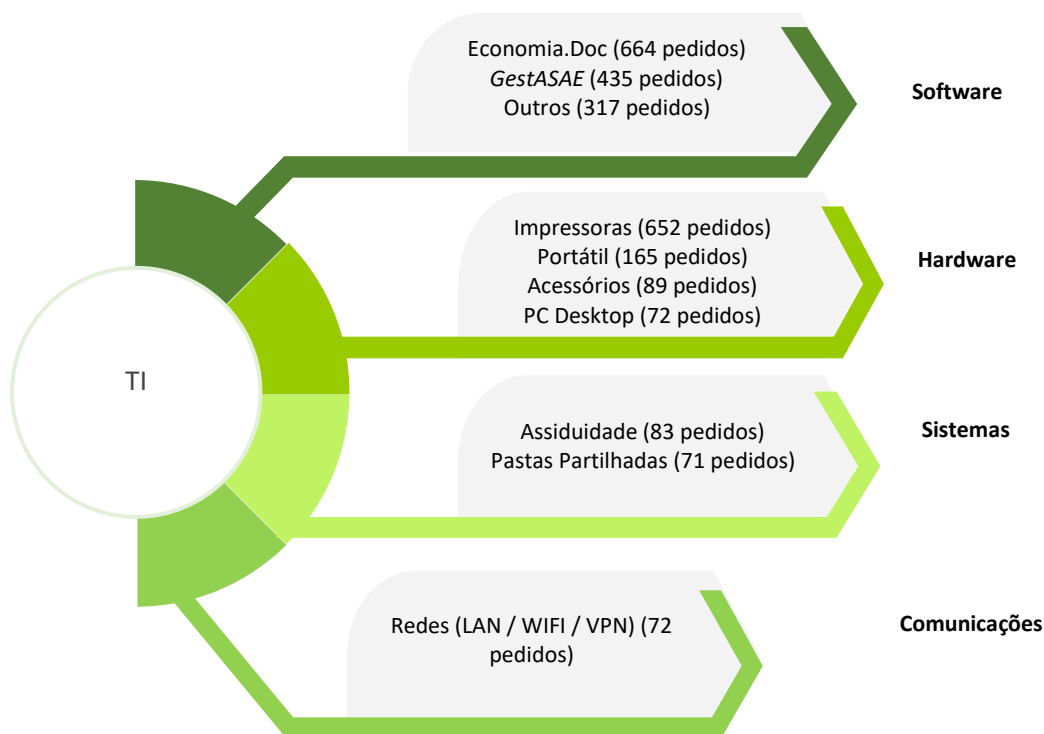 Economia.Doc (664 pedidos)
GestASAE (435 pedidos)
Outros (317 pedidos)
Software
Impressoras (652 pedidos)
Portátil (165 pedidos)
Acessórios (89 pedidos)
PC Desktop (72 pedidos)
Hardware
TI
Assiduidade (83 pedidos)
Pastas Partilhadas (71 pedidos)
Sistemas
Redes (LAN / WIFI / VPN) (72
pedidos)
Comunicações